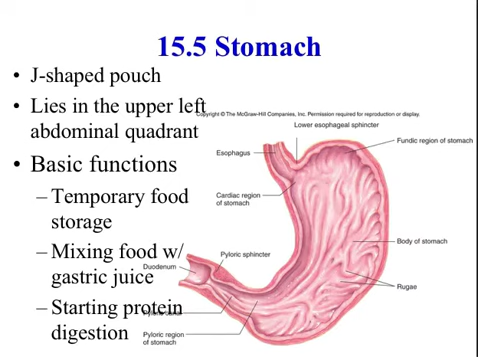 15.5 Stomach
• J-shaped pouch
• Lies in the upper left
abdominal quadrant
• Basic functions
– Temporary food
storage
– Mixing food w/
gastric juice
– Starting protein
digestion
Copyright © The McGraw-Hill Companies, Inc. Permission required for reproduction or display.
Lower esophageal sphincter
Fundic region of stomach
Esophagus
Cardiac region
of stomach
Body of stomach
Pyloric sphincter
Duodenum
Rugae
canal
Pyloric region
of stomach